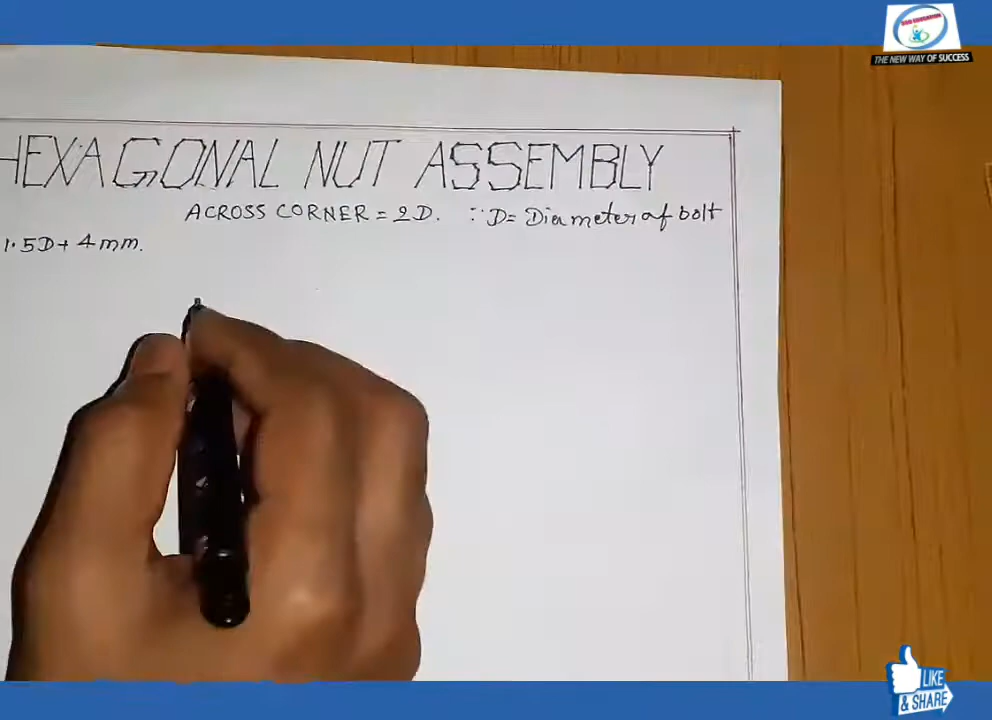 HEXAGONAL NUT ASSEMBLY
ACROSS CORNER = 2D. ∵ D= Diameter of bolt
1.5D+ 4mm.
THE NEW WAY OF SUCCESS
LIKE
& SHARE